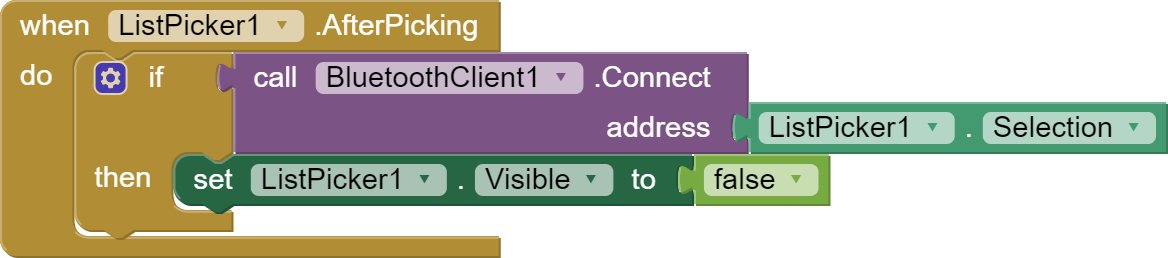 when ListPicker1 .AfterPicking
do if call BluetoothClient1 .Connect
address ListPicker1 . Selection
then set ListPicker1 . Visible to false